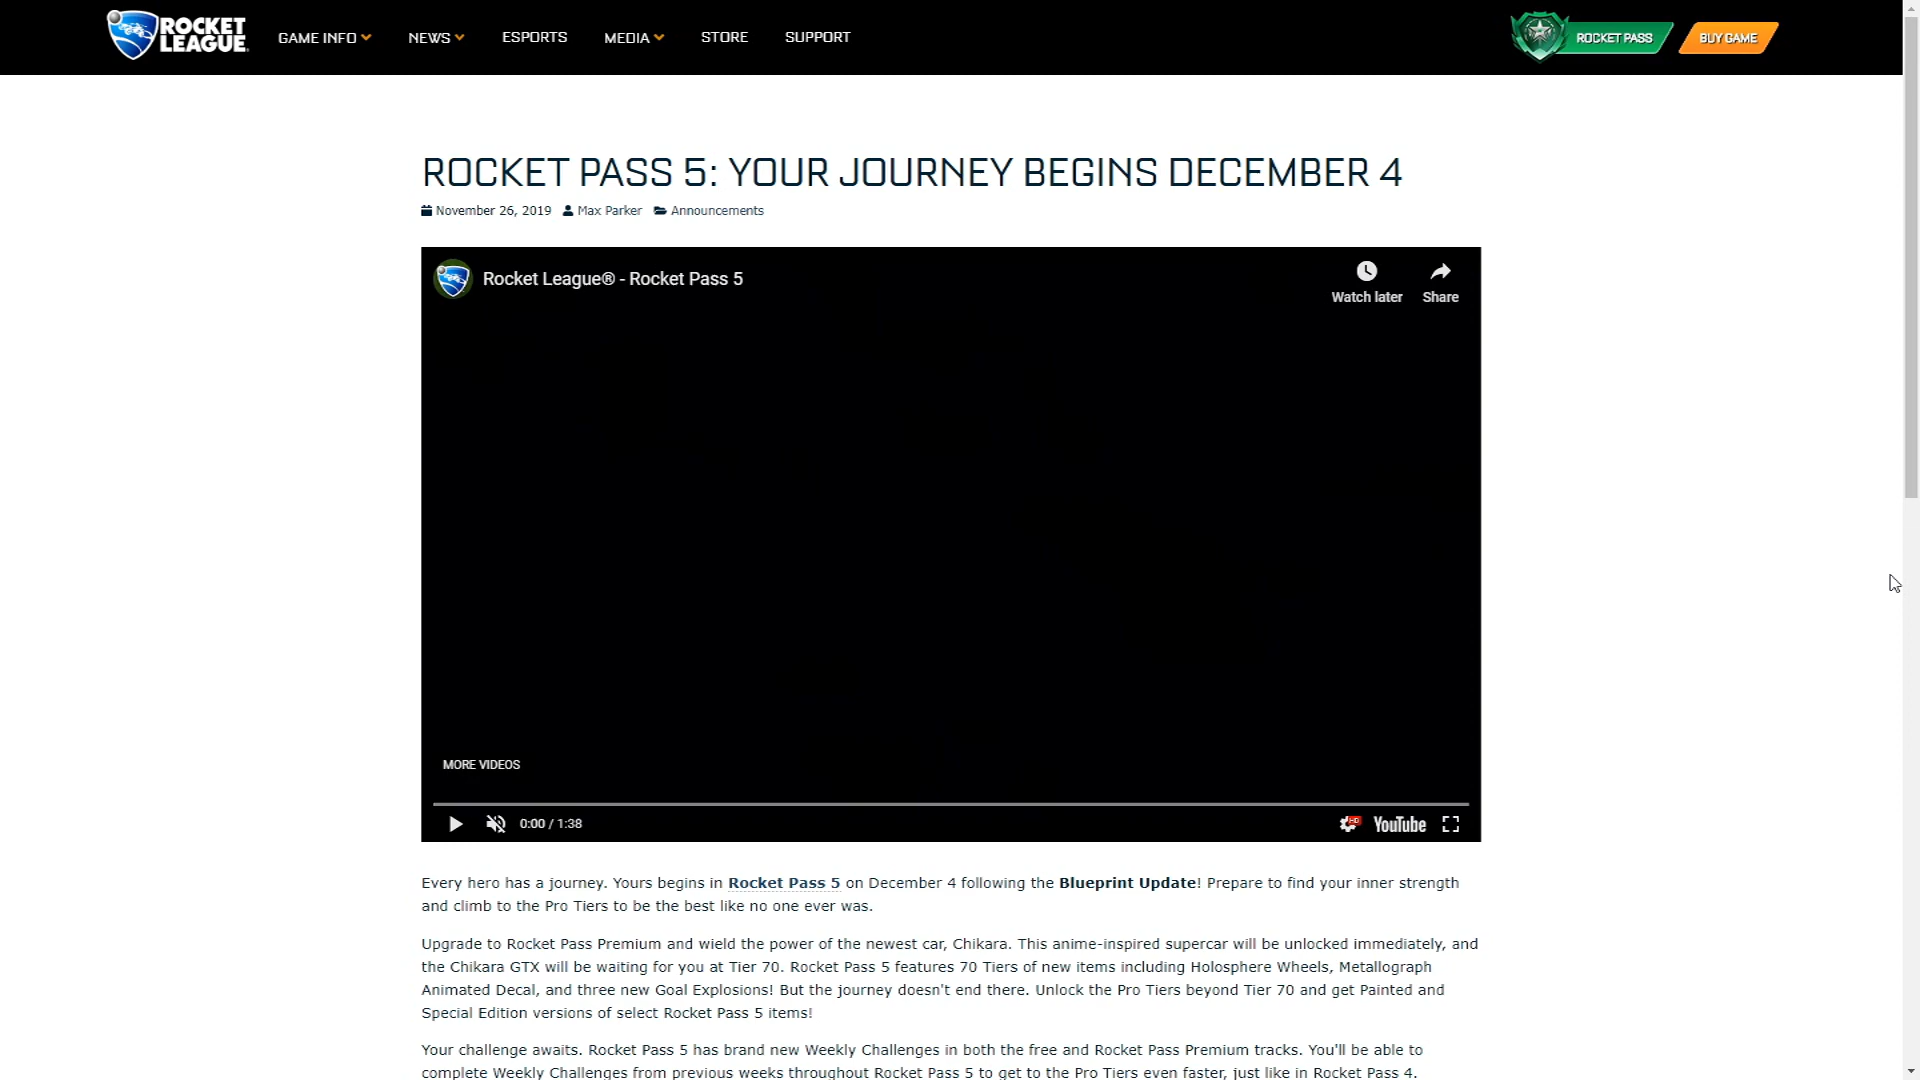 ROCKET
LEAGUE
GAME INFO
NEWS
ESPORTS
MEDIA
STORE
SUPPORT
ROCKET PASS
BUY GAME
ROCKET PASS 5: YOUR JOURNEY BEGINS DECEMBER 4
November 26, 2019 Max Parker Announcements
Rocket League® - Rocket Pass 5
Watch later
Share
MORE VIDEOS
0:00 / 1:38
HD
YouTube
Every hero has a journey. Yours begins in Rocket Pass 5 on December 4 following the Blueprint Update! Prepare to find your inner strength
and climb to the Pro Tiers to be the best like no one ever was.
Upgrade to Rocket Pass Premium and wield the power of the newest car, Chikara. This anime-inspired supercar will be unlocked immediately, and
the Chikara GTX will be waiting for you at Tier 70. Rocket Pass 5 features 70 Tiers of new items including Holosphere Wheels, Metallograph
Animated Decal, and three new Goal Explosions! But the journey doesn't end there. Unlock the Pro Tiers beyond Tier 70 and get Painted and
Special Edition versions of select Rocket Pass 5 items!
Your challenge awaits. Rocket Pass 5 has brand new Weekly Challenges in both the free and Rocket Pass Premium tracks. You'll be able to
complete Weekly Challenges from previous weeks throughout Rocket Pass 5 to get to the Pro Tiers even faster, just like in Rocket Pass 4.